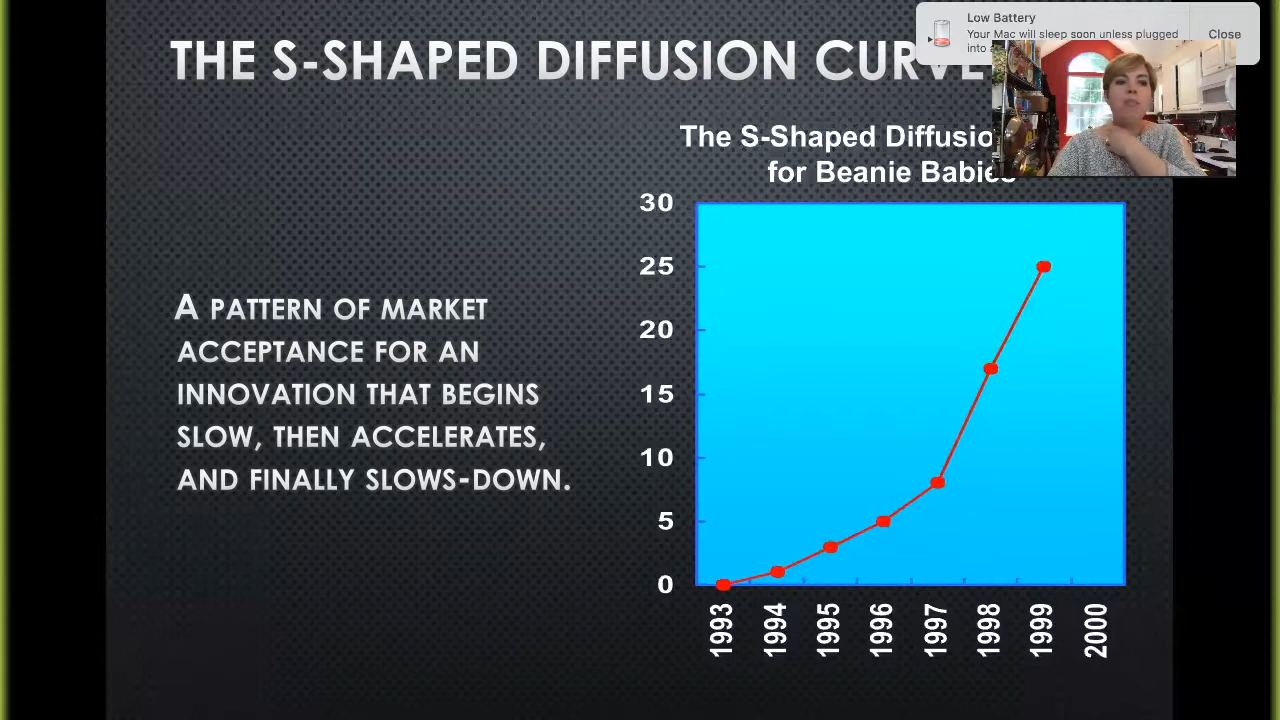 Low Battery
Your Mac will sleep soon unless plugged
into
Close
THE S-SHAPED DIFFUSION CURVE
The S-Shaped Diffusion
for Beanie Babies
30
25
20
15
10
5
0
A PATTERN OF MARKET
ACCEPTANCE FOR AN
INNOVATION THAT BEGINS
SLOW, THEN ACCELERATES,
AND FINALLY SLOWS-DOWN.
1993
1994
1995
1996
1997
1998
1999
2000